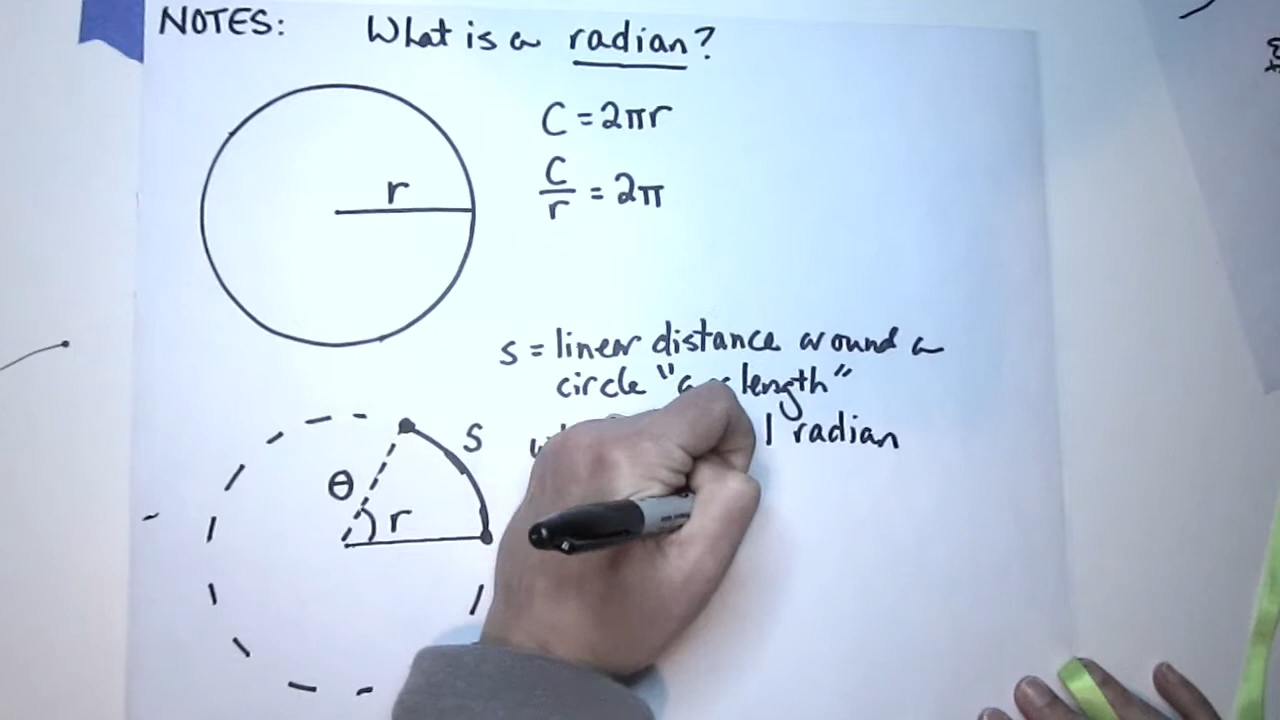 NOTES: What is a radian?
r
C = 2πr
C/r = 2π
s = linear distance around a
circle " length"
1 radian
s
θ
r